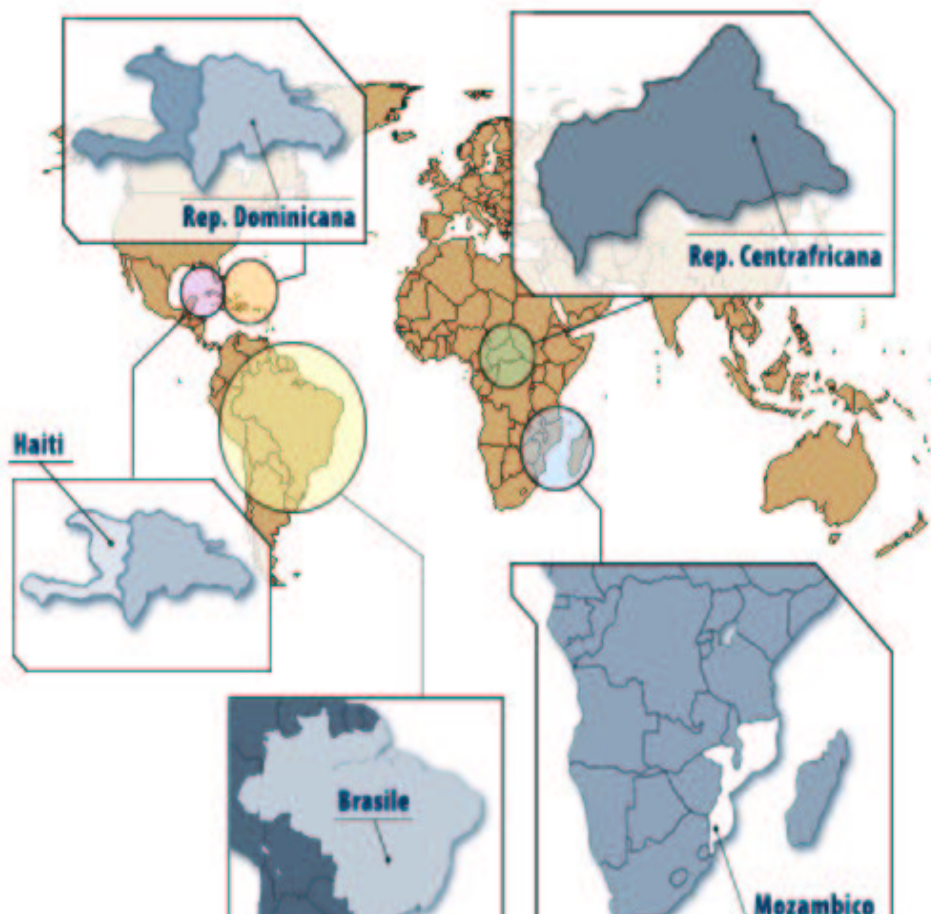 Rep. Dominicana
Rep. Centrafricana
Haiti
Brasile
Mozambico